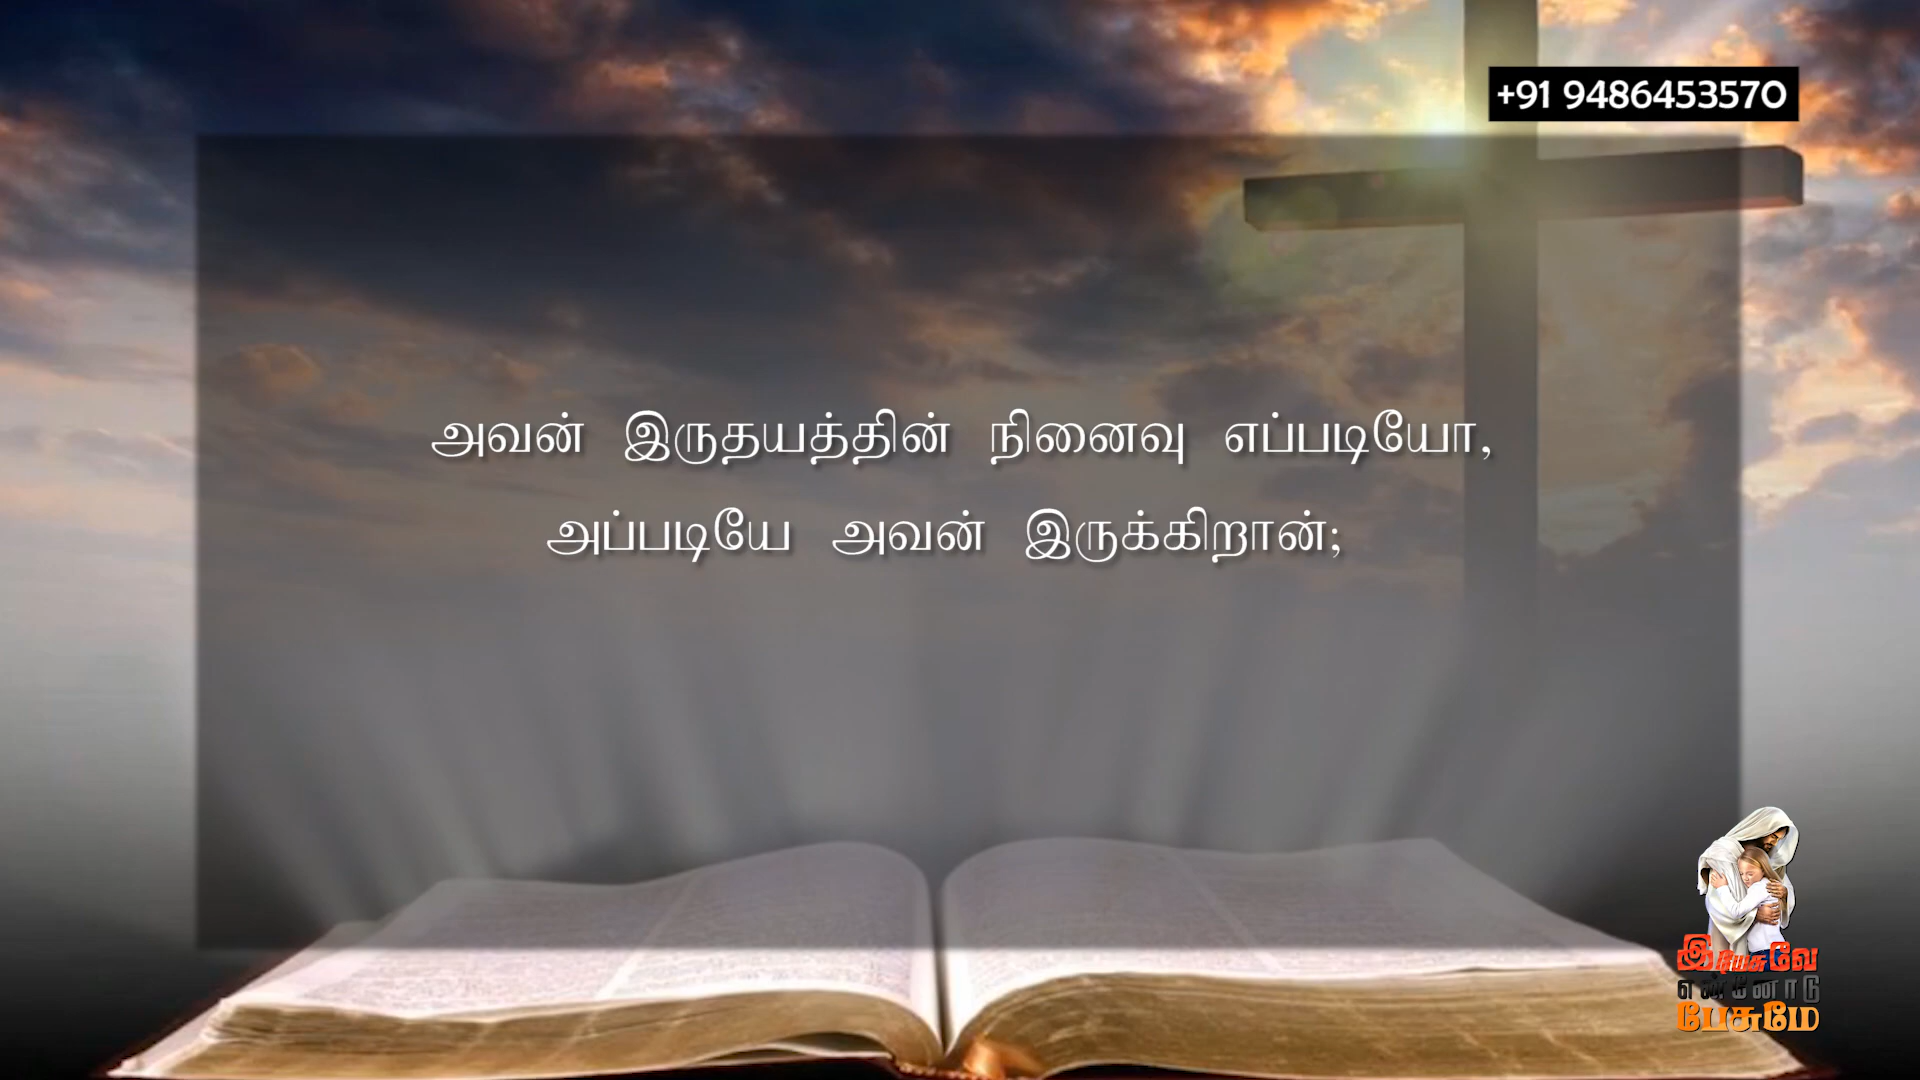 +91 9486453570
அவன் இருதயத்தின் நினைவு எப்படியோ,
அப்படியே அவன் இருக்கிறான்;
இயேசுவே
என்னோடு
பேசுமே